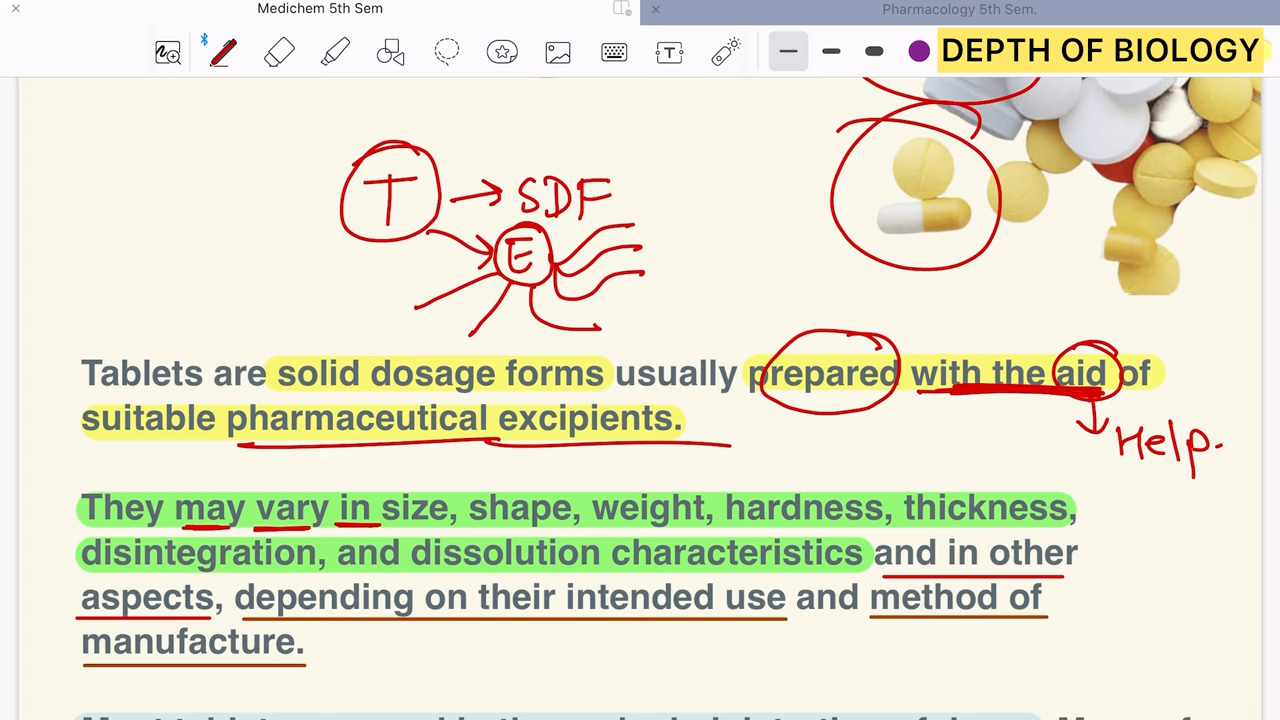 Medichem 5th Sem
Pharmacology 5th Sem.
DEPTH OF BIOLOGY
T → SDF
E
Tablets are solid dosage forms usually prepared with the aid of
suitable pharmaceutical excipients.
Help.
They may vary in size, shape, weight, hardness, thickness,
disintegration, and dissolution characteristics and in other
aspects, depending on their intended use and method of
manufacture.